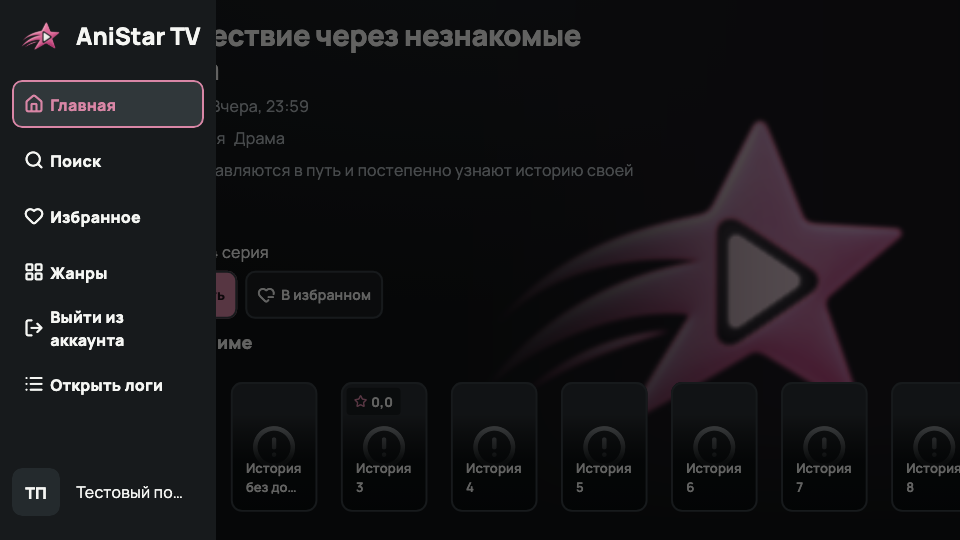 AniStar TV
Главная
Поиск
Избранное
Жанры
Выйти из
аккаунта
Открыть логи
ТП
Тестовый по...
ествие через незнакомые
Вчера, 23:59
я Драма
авляются в путь и постепенно узнают историю своей
серия
ь
В избранном
име
История
без до...
0,0
История
3
История
4
История
5
История
6
История
7
История
8